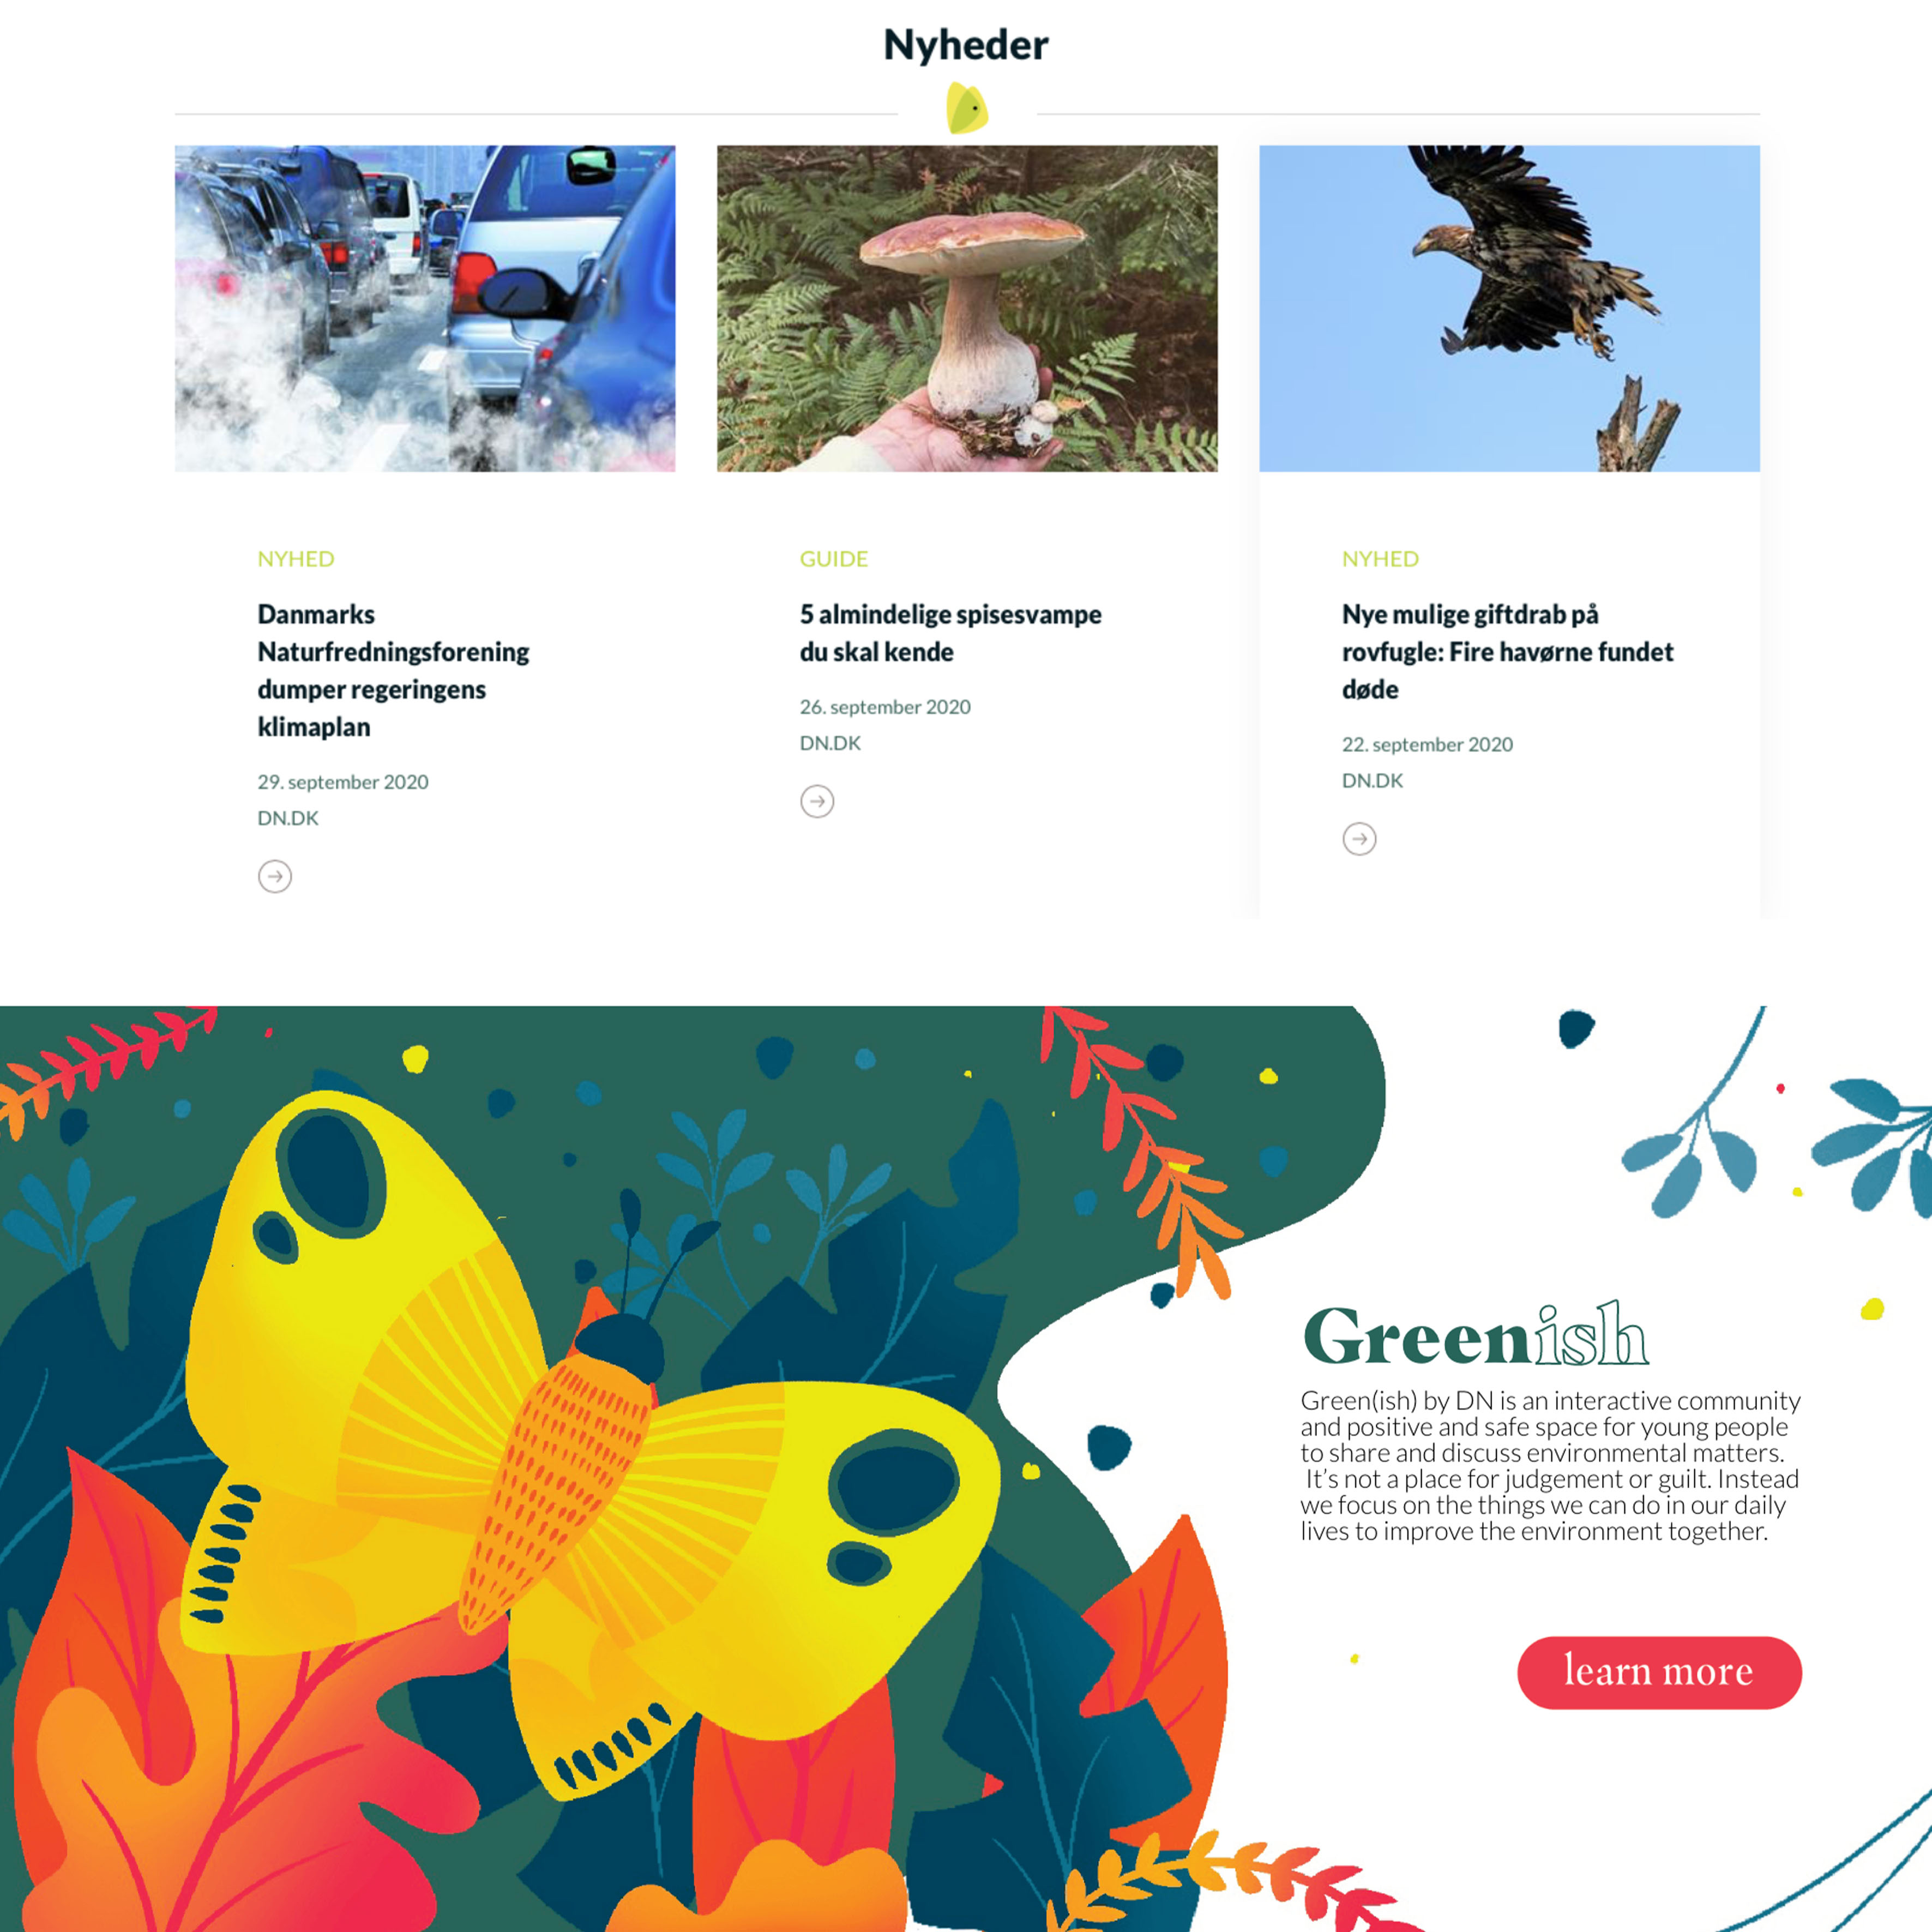 Nyheder
NYHED
Danmarks
Naturfredningsforening
dumper regeringens
klimaplan
29. september 2020
DN.DK
GUIDE
5 almindelige spisesvampe
du skal kende
26. september 2020
DN.DK
NYHED
Nye mulige giftdrab på
rovfugle: Fire havørne fundet
døde
22. september 2020
DN.DK
Greenish
Green(ish) by DN is an interactive community
and positive and safe space for young people
to share and discuss environmental matters.
It's not a place for judgement or guilt. Instead
we focus on the things we can do in our daily
lives to improve the environment together.
learn more